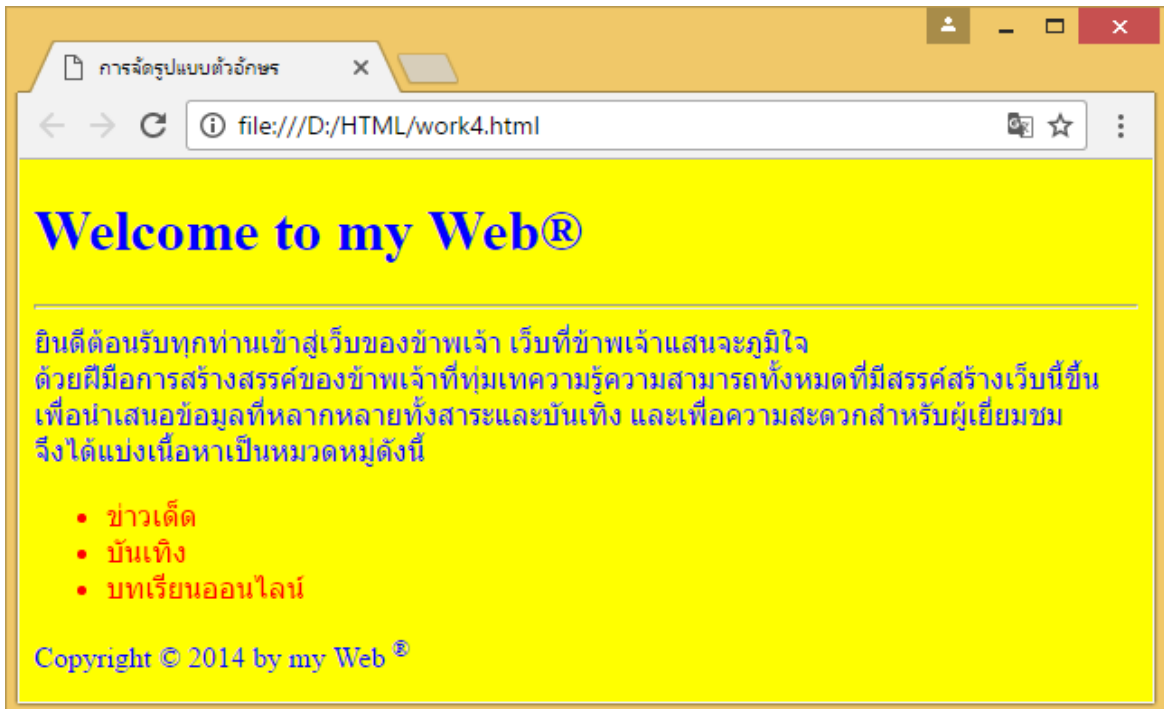 การจัดรูปแบบตัวอักษร
file:///D:/HTML/work4.html
Welcome to my Web®
ยินดีต้อนรับทุกท่านเข้าสู่เว็บของข้าพเจ้า เว็บที่ข้าพเจ้าแสนจะภูมิใจ
ด้วยฝีมือการสร้างสรรค์ของข้าพเจ้าที่ทุ่มเทความรู้ความสามารถทั้งหมดที่มีสรรค์สร้างเว็บนี้ขึ้น
เพื่อนำเสนอข้อมูลที่หลากหลายทั้งสาระและบันเทิง และเพื่อความสะดวกสำหรับผู้เยี่ยมชม
จึงได้แบ่งเนื้อหาเป็นหมวดหมู่ดังนี้
• ข่าวเด็ด
• บันเทิง
• บทเรียนออนไลน์
Copyright © 2014 by my Web ®